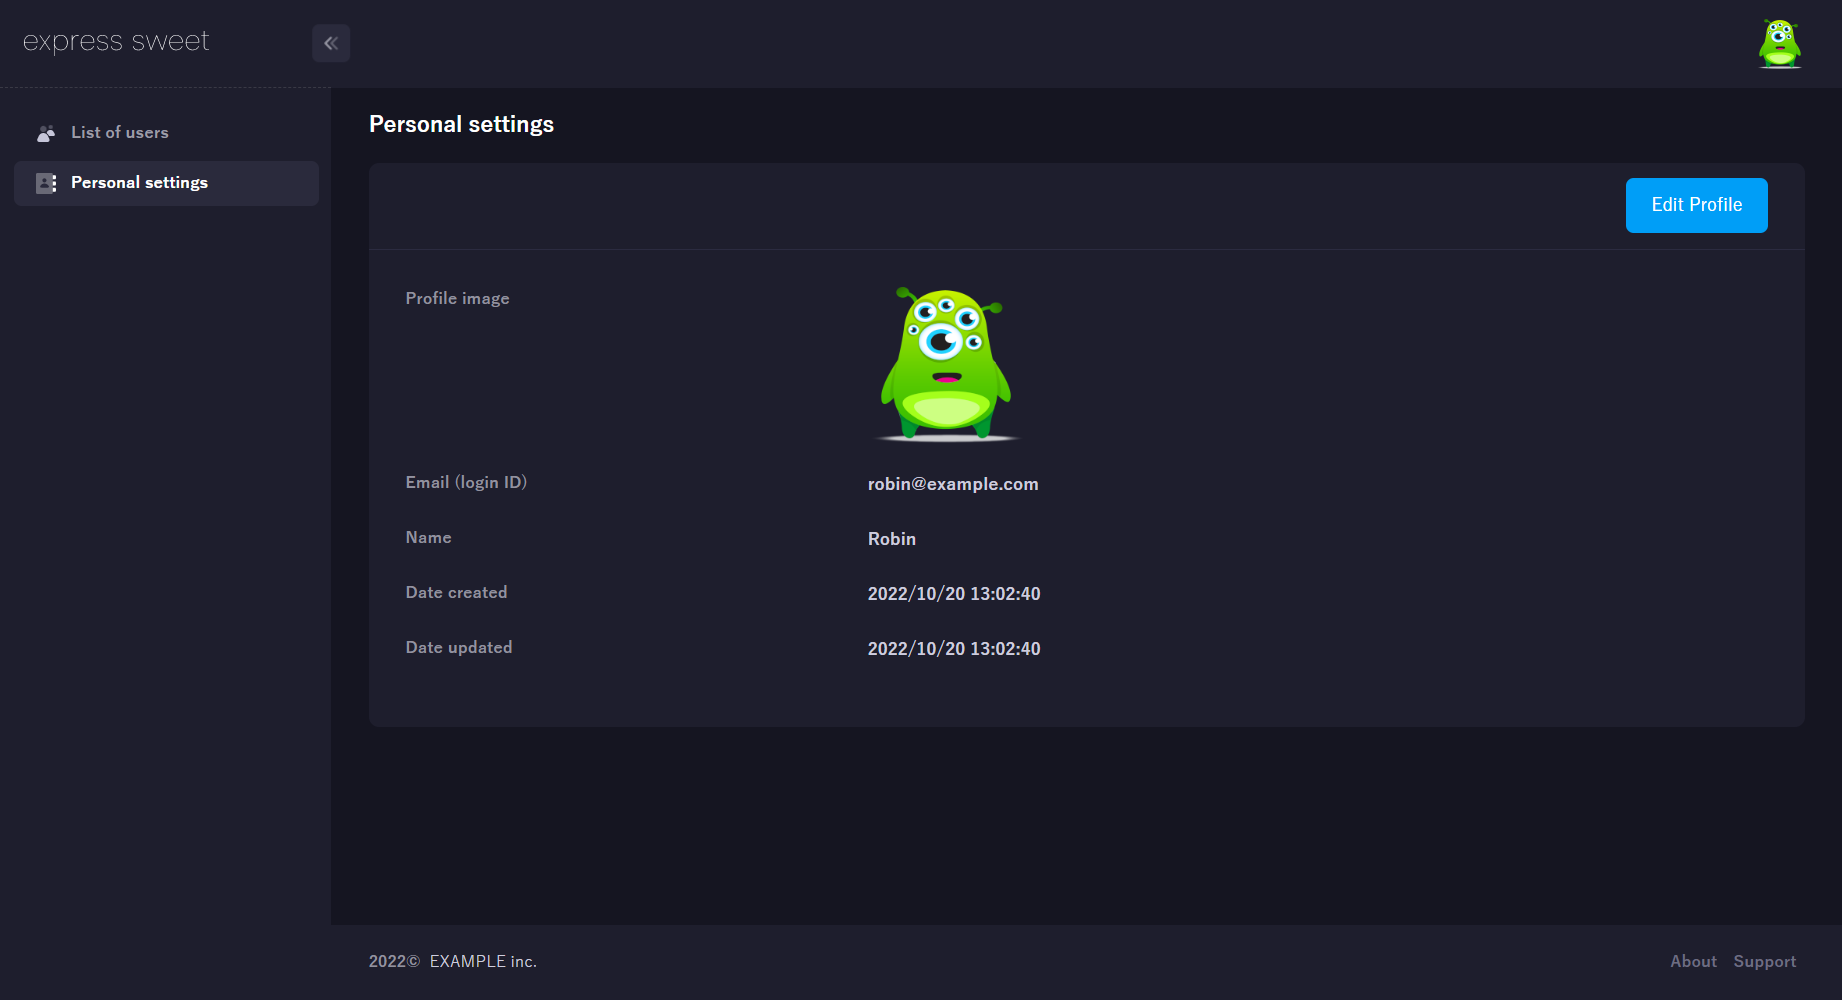 express sweet
List of users
Personal settings
Personal settings
Edit Profile
Profile image
Email (login ID) robin@example.com
Name Robin
Date created 2022/10/20 13:02:40
Date updated 2022/10/20 13:02:40
2022© EXAMPLE inc. About Support